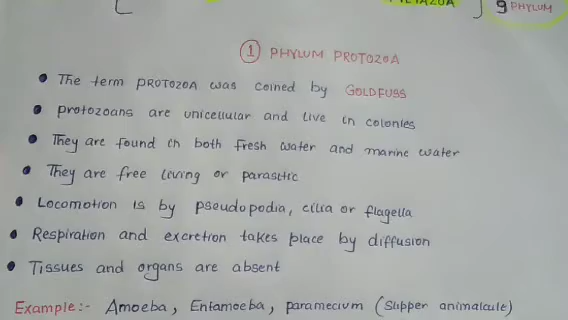 METAZOA
9 PHYLUM
① PHYLUM PROTOZOA
• The term PROTOZOA was coined by GOLDFUSS
• Protozoans are unicellular and live in colonies
• They are found in both fresh water and marine water
• They are free living or parasitic
• Locomotion is by pseudopodia, cilia or flagella
• Respiration and excretion takes place by diffusion
• Tissues and organs are absent
Example:- Amoeba, Entamoeba, paramecium (Slipper animalcule)